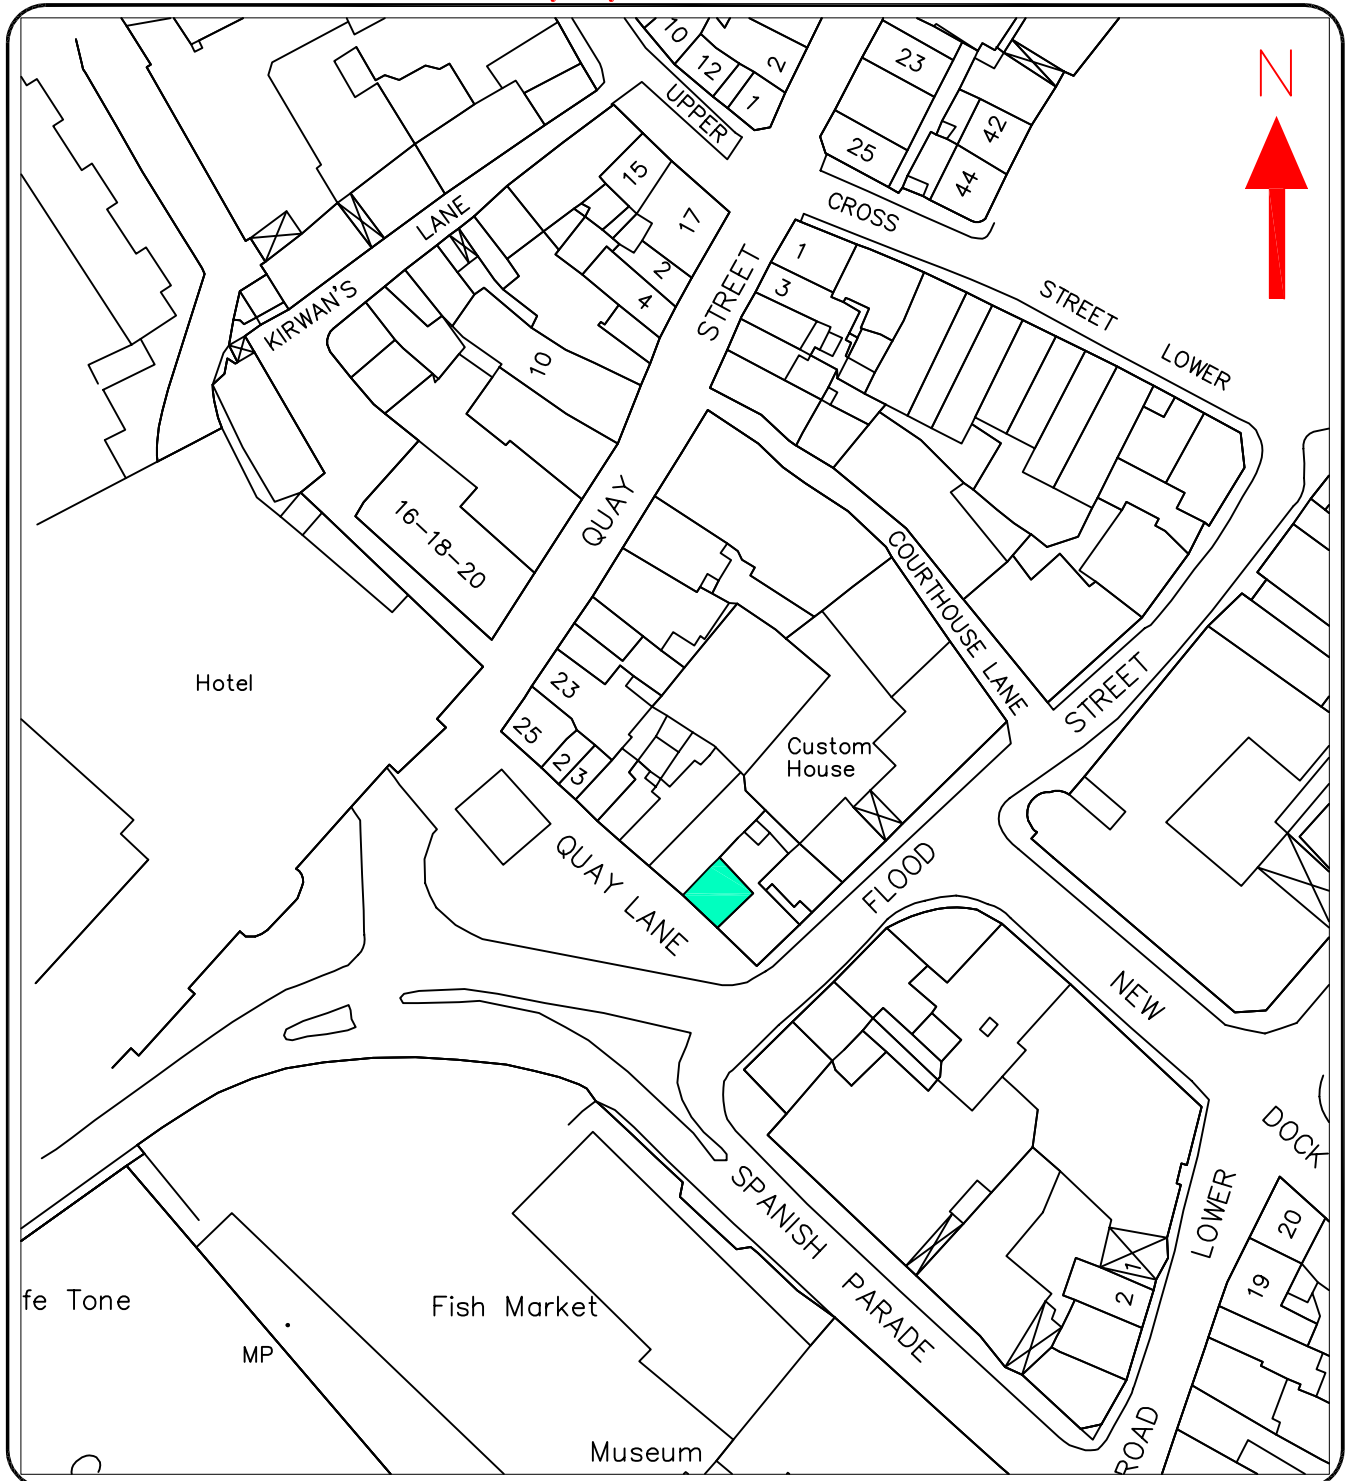 N
10
12
2
1
UPPER
23
25
42
44
15
17
2
4
LANE
KIRWAN'S
CROSS
STREET
LOWER
STREET
1
3
10
QUAY
16-18-20
COURTHOUSE LANE
STREET
Hotel
23
25
2
3
Custom
House
QUAY LANE
FLOOD
NEW
DOCK
LOWER
SPANISH PARADE
20
19
1
2
ROAD
fe Tone
MP
Fish Market
Museum